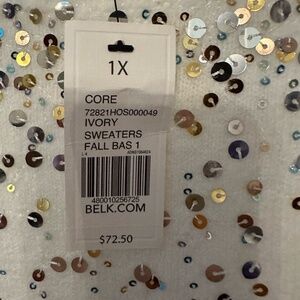 1X
CORE
72821HOS000049
IVORY
SWEATERS
FALL BAS 1
480010256725
BELK.COM
$72.50